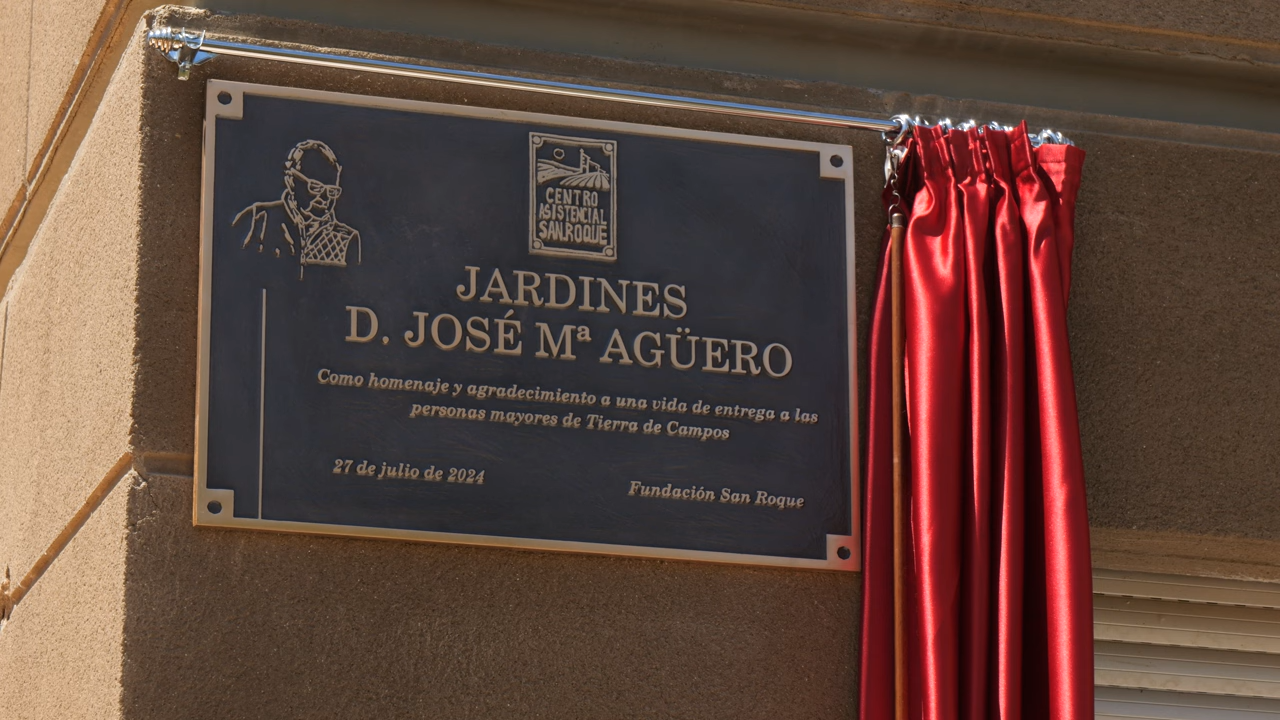 CENTRO
ASISTENCIAL
SAN ROQUE
JARDINES
D. JOSÉ Mª AGÜERO
Como homenaje y agradecimiento a una vida de entrega a las
personas mayores de Tierra de Campos
27 de julio de 2024
Fundación San Roque